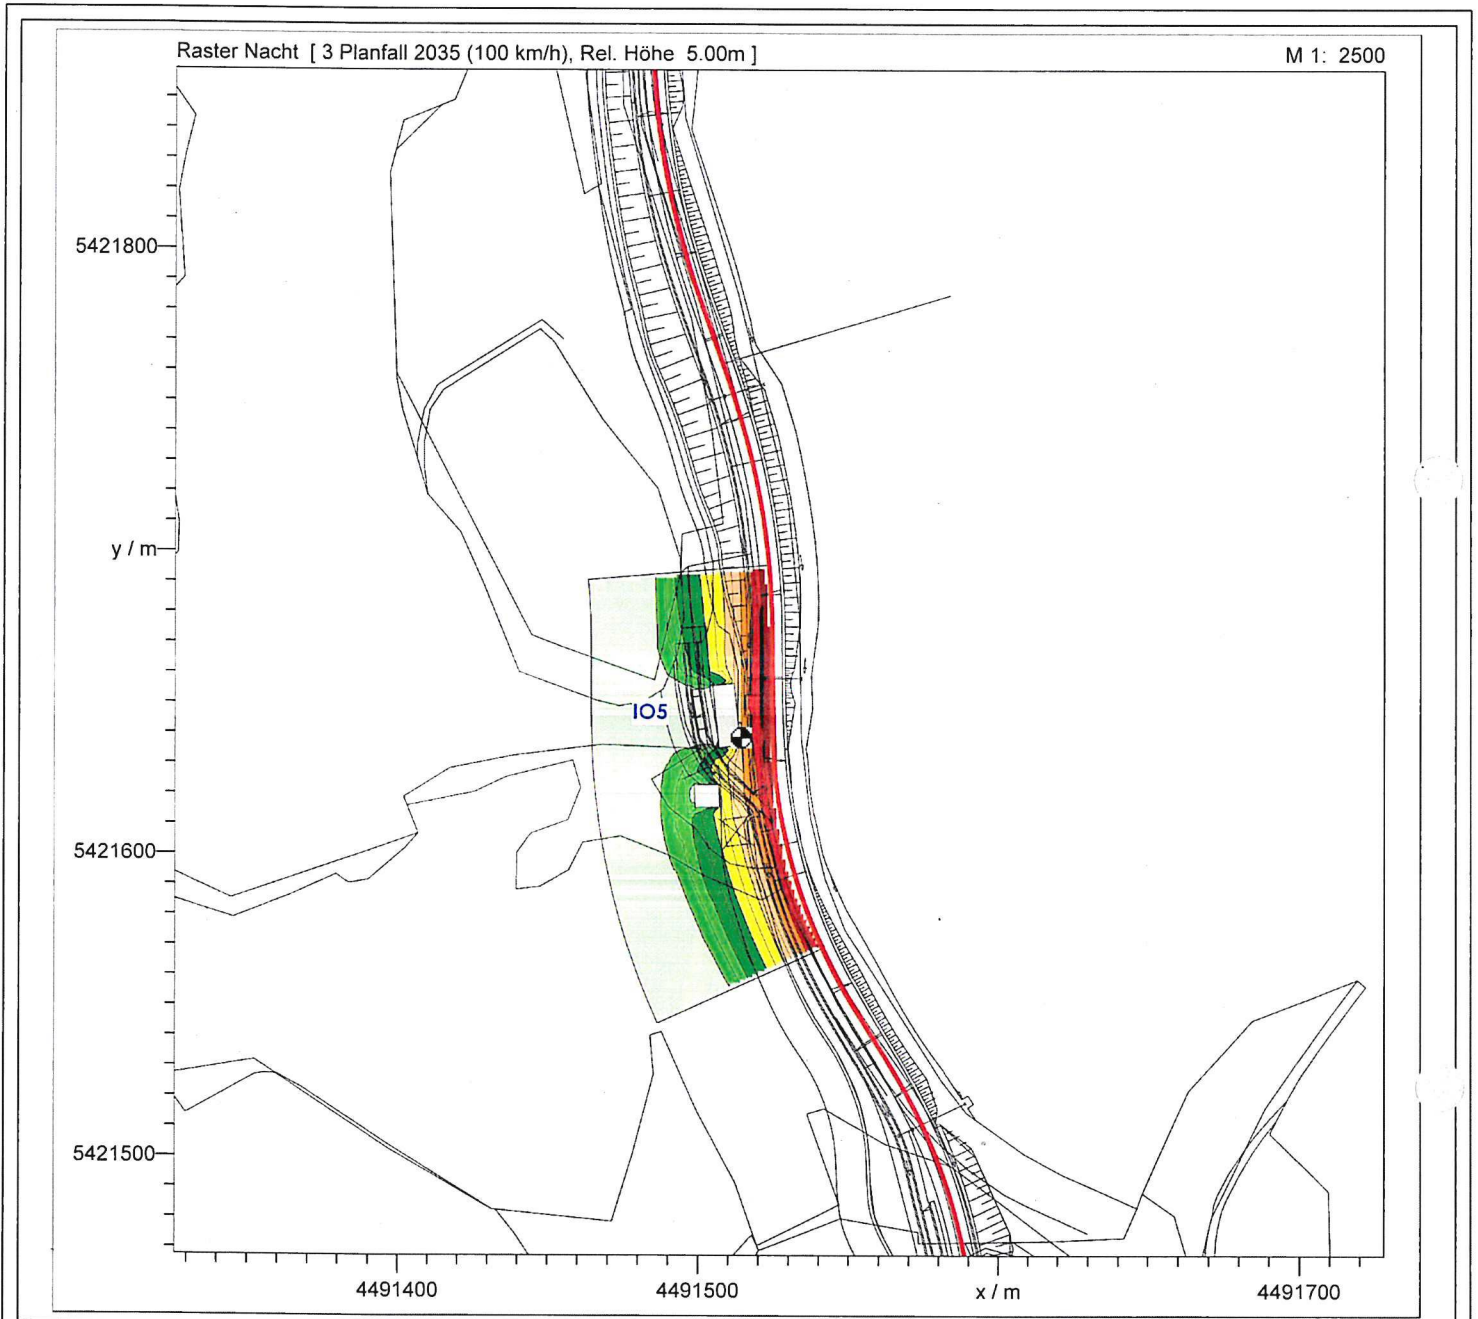 Raster Nacht [ 3 Planfall 2035 (100 km/h), Rel. Höhe 5.00m ]
M 1: 2500
5421800
y / m
IO5
5421600
5421500
4491400
4491500
x / m
4491700